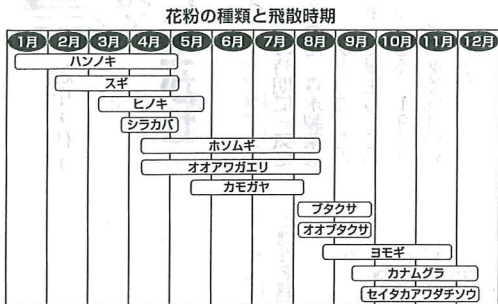 花粉の種類と飛散時期
1月 2月 3月 4月 5月 6月 7月 8月 9月 10月 11月 12月
ハンノキ
スギ
ヒノキ
シラカバ
ホソムギ
オオアワガエリ
カモガヤ
ブタクサ
オオブタクサ
ヨモギ
カナムグラ
セイタカアワダチソウ